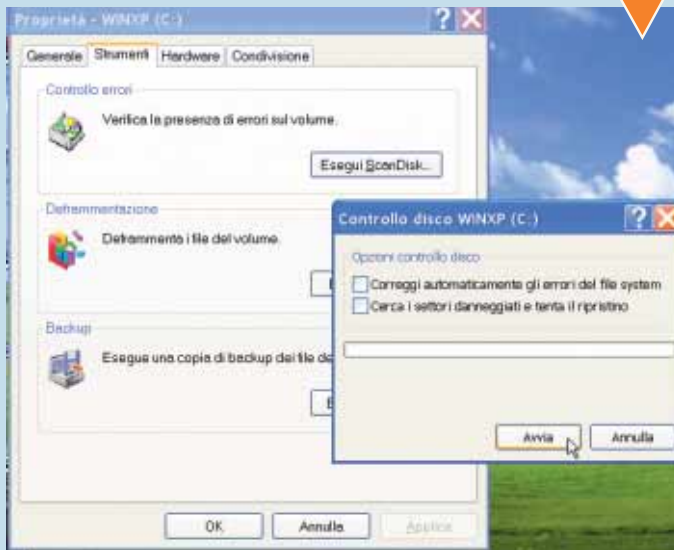 Proprietà - WINXP (C:)
Generale Strumenti Hardware Condivisione
Controllo errori
Verifica la presenza di errori sul volume.
Esegui ScanDisk...
Deframmentazione
Deframmenta i file del volume.
Backup
Esegue una copia di backup dei file de
OK Annulla Applica
Controllo disco WINXP (C:)
Opzioni controllo disco
Correggi automaticamente gli errori del file system
Cerca i settori danneggiati e tenta il ripristino
Avvia Annulla